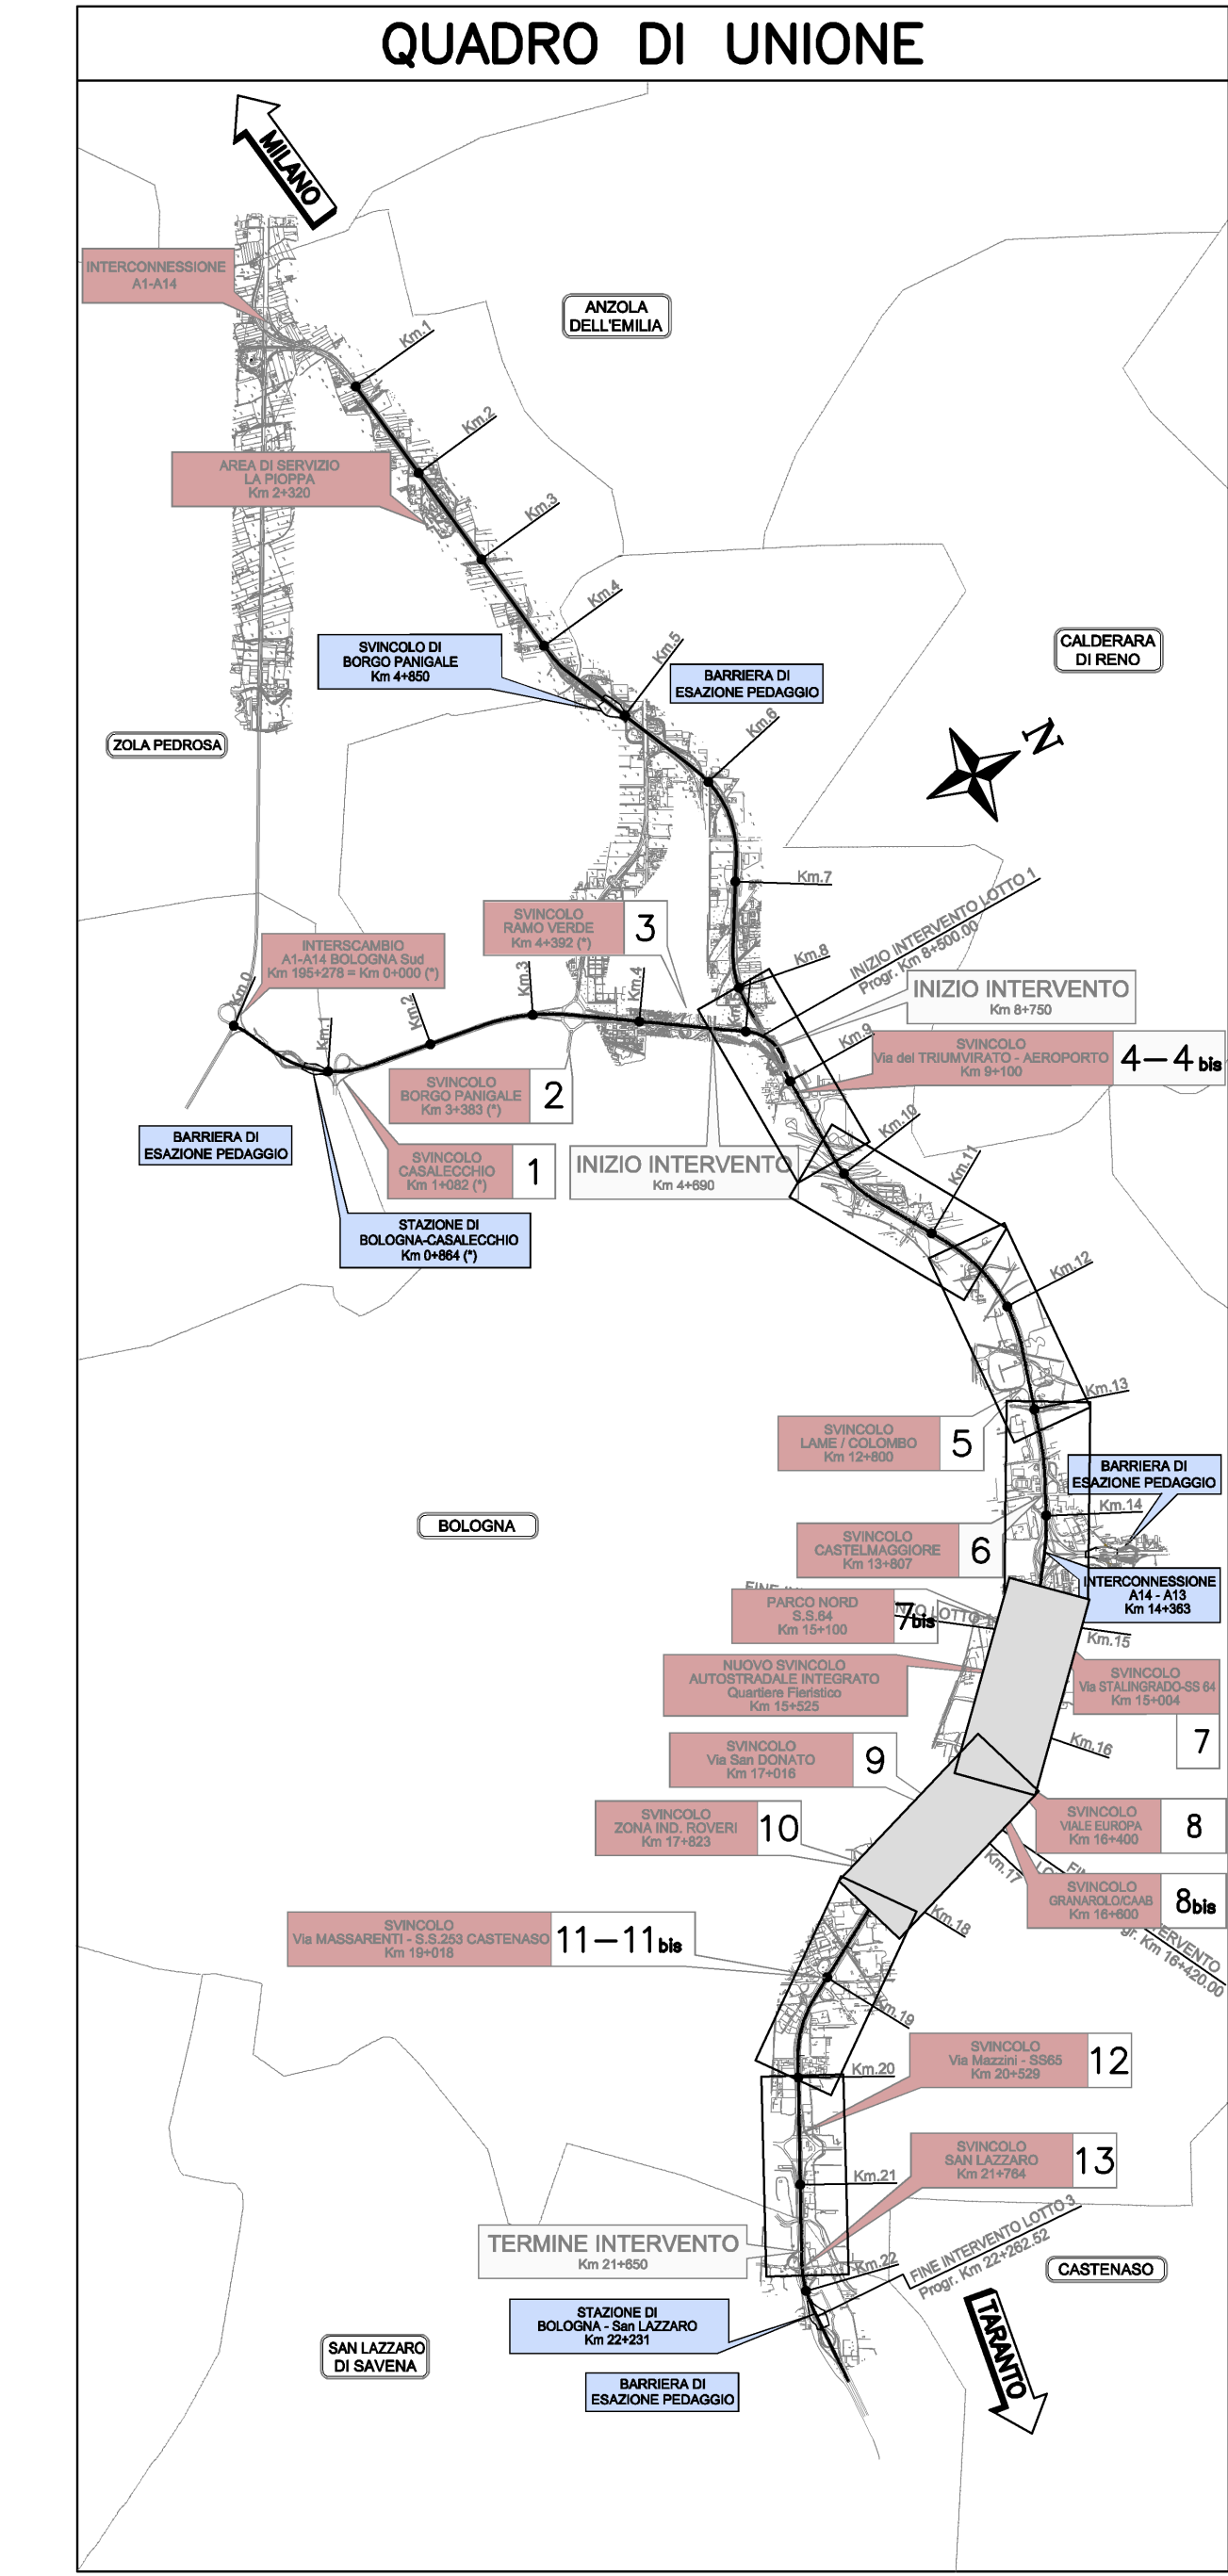 QUADRO DI UNIONE
MILANO
INTERCONNESSIONE
A1-A14
ANZOLA
DELL'EMILIA
Km.1
Km.2
AREA DI SERVIZIO
LA PIOPPA
Km 2+320
Km.3
Km.4
SVINCOLO DI
BORGO PANIGALE
Km 4+850
Km.5
BARRIERA DI
ESAZIONE PEDAGGIO
CALDERARA
DI RENO
Km.6
ZOLA PEDROSA
N
Km.7
SVINCOLO
RAMO VERDE
Km 4+392 (*)
3
INTERSCAMBIO
A1-A14 BOLOGNA Sud
Km 195+278 = Km 0+000 (*)
Km.0
Km.1
Km.2
Km.3
Km.4
Km.8
INIZIO INTERVENTO LOTTO 1
Progr. Km 8+500.00
INIZIO INTERVENTO
Km 8+750
Km.9
SVINCOLO
Via del TRIUMVIRATO - AEROPORTO
Km 9+100
4-4 bis
SVINCOLO
BORGO PANIGALE
Km 3+383 (*)
2
BARRIERA DI
ESAZIONE PEDAGGIO
SVINCOLO
CASALECCHIO
Km 1+082 (*)
1
INIZIO INTERVENTO
Km 4+690
Km.10
Km.11
STAZIONE DI
BOLOGNA-CASALECCHIO
Km 0+864 (*)
Km.12
Km.13
SVINCOLO
LAME / COLOMBO
Km 12+800
5
BARRIERA DI
ESAZIONE PEDAGGIO
Km.14
BOLOGNA
SVINCOLO
CASTELMAGGIORE
Km 13+807
6
INTERCONNESSIONE
A14 - A13
Km 14+363
PARCO NORD
S.S.64
Km 15+100
7bis
Km.15
NUOVO SVINCOLO
AUTOSTRADALE INTEGRATO
Quartiere Fieristico
Km 15+525
SVINCOLO
Via STALINGRADO-SS 64
Km 15+004
7
Km.16
SVINCOLO
Via San DONATO
Km 17+016
9
SVINCOLO
ZONA IND. ROVERI
Km 17+823
10
SVINCOLO
VIALE EUROPA
Km 16+400
8
Km.17
SVINCOLO
GRANAROLO/CAAB
Km 16+600
8bis
Km.18
SVINCOLO
Via MASSARENTI - S.S.253 CASTENASO
Km 19+018
11-11 bis
Km.19
SVINCOLO
Via Mazzini - SS65
Km 20+529
12
Km.20
SVINCOLO
SAN LAZZARO
Km 21+764
13
Km.21
TERMINE INTERVENTO
Km 21+650
Km.22
FINE INTERVENTO LOTTO 3
Progr. Km 22+262.52
CASTENASO
STAZIONE DI
BOLOGNA - San LAZZARO
Km 22+231
SAN LAZZARO
DI SAVENA
BARRIERA DI
ESAZIONE PEDAGGIO
TARANTO